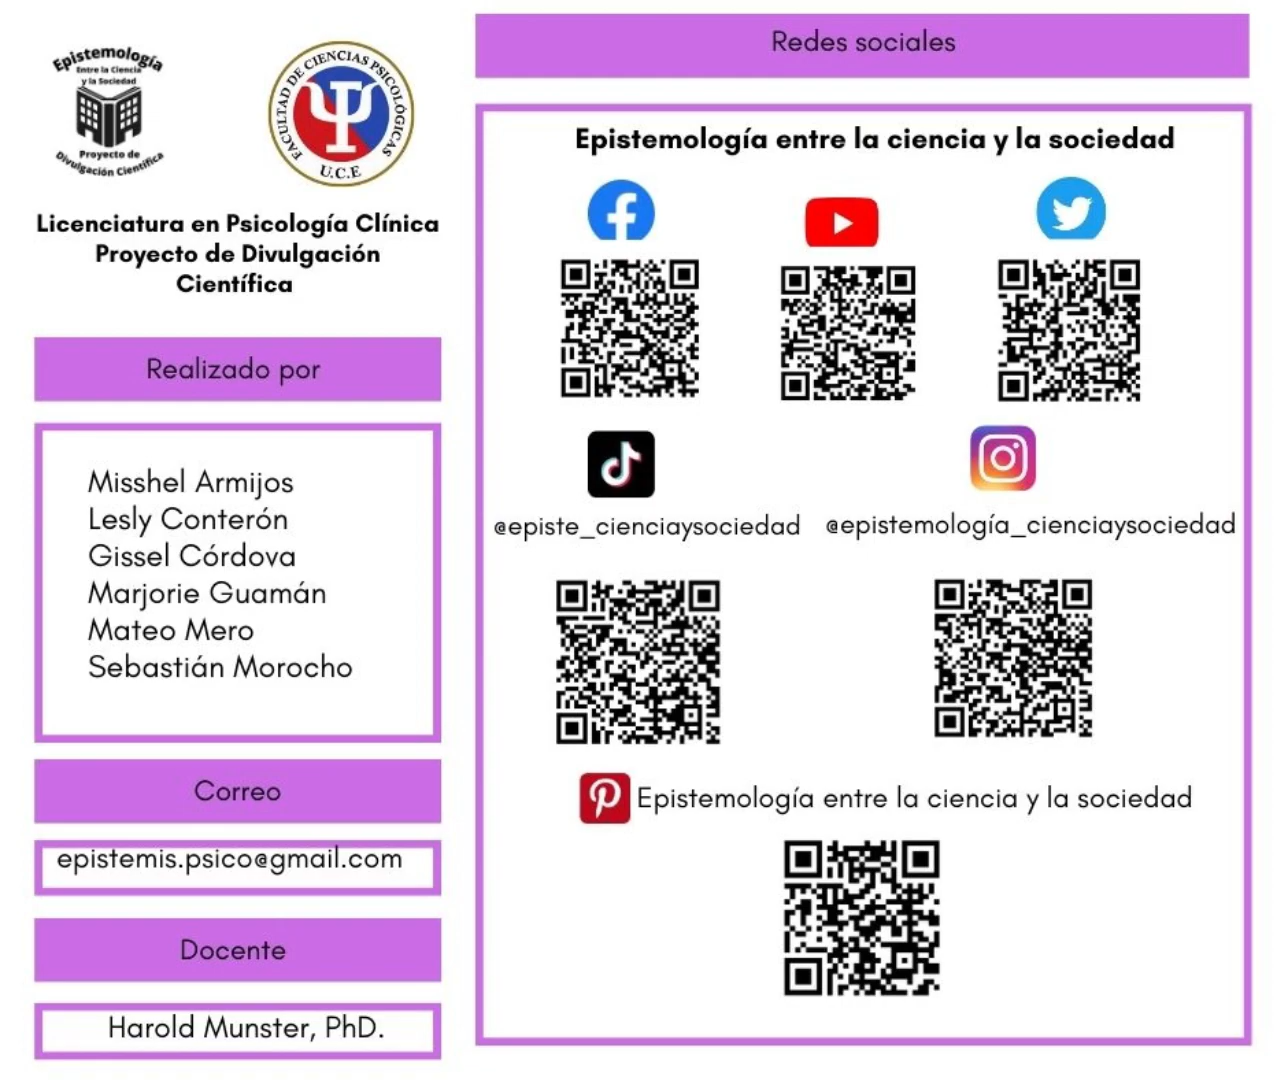 Epistemología
Entre la Ciencia
y la Sociedad
Proyecto de
Divulgación Científica
FACULTAD DE CIENCIAS PSICOLÓGICAS
U.C.E
Licenciatura en Psicología Clínica
Proyecto de Divulgación
Científica
Realizado por
Misshel Armijos
Lesly Conterón
Gissel Córdova
Marjorie Guamán
Mateo Mero
Sebastián Morocho
Correo
epistemis.psico@gmail.com
Docente
Harold Munster, PhD.
Redes sociales
Epistemología entre la ciencia y la sociedad
@episte_cienciaysociedad
@epistemología_cienciaysociedad
Epistemología entre la ciencia y la sociedad